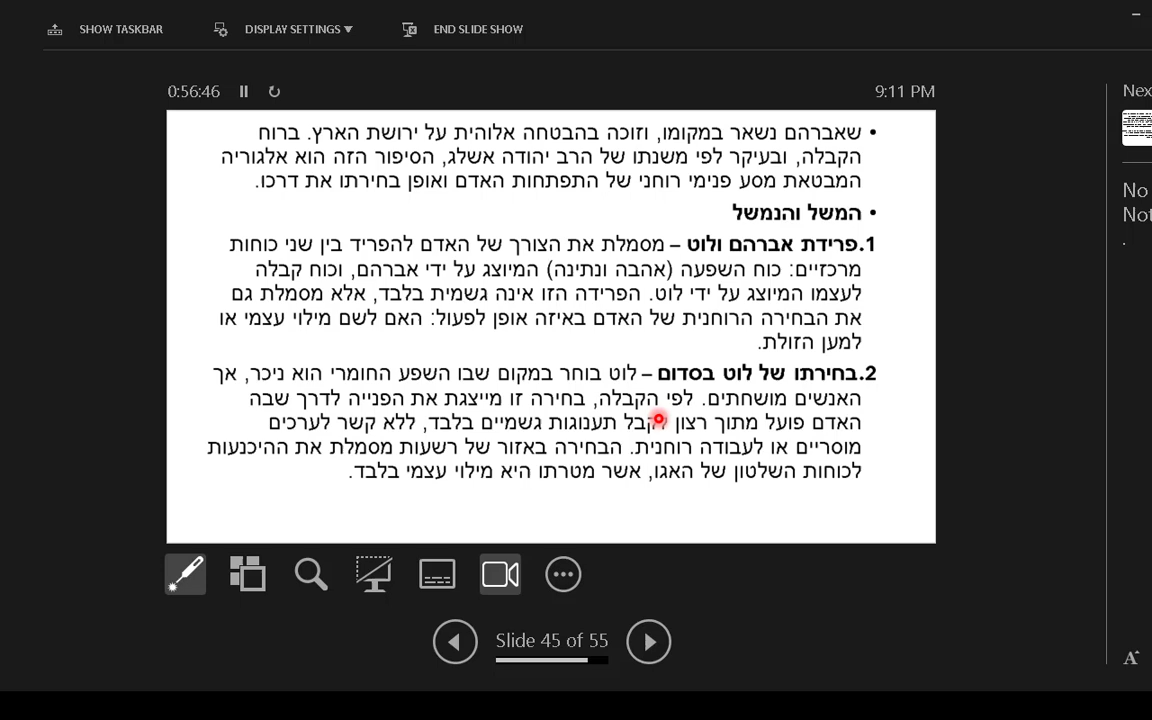 SHOW TASKBAR
DISPLAY SETTINGS ▼
END SLIDE SHOW
0:56:46
9:11 PM
• שאברהם נשאר במקומו, וזוכה בהבטחה אלוהית על ירושת הארץ. ברוח
הקבלה, ובעיקר לפי משנתו של הרב יהודה אשלג, הסיפור הזה הוא אלגוריה
המבטאת מסע פנימי רוחני של התפתחות האדם ואופן בחירתו את דרכו.
• המשל והנמשל
1.פרידת אברהם ולוט – מסמלת את הצורך של האדם להפריד בין שני כוחות
מרכזיים: כוח השפעה (אהבה ונתינה) המיוצג על ידי אברהם, וכוח קבלה
לעצמו המיוצג על ידי לוט. הפרידה הזו אינה גשמית בלבד, אלא מסמלת גם
את הבחירה הרוחנית של האדם באיזה אופן לפעול: האם לשם מילוי עצמי או
למען הזולת.
2.בחירתו של לוט בסדום – לוט בוחר במקום שבו השפע החומרי הוא ניכר, אך
האנשים מושחתים. לפי הקבלה, בחירה זו מייצגת את הפנייה לדרך שבה
האדם פועל מתוך רצון לקבל תענוגות גשמיים בלבד, ללא קשר לערכים
מוסריים או לעבודה רוחנית. הבחירה באזור של רשעות מסמלת את ההיכנעות
לכוחות השלטון של האגו, אשר מטרתו היא מילוי עצמי בלבד.
Slide 45 of 55
Nex
No
Not
.
A